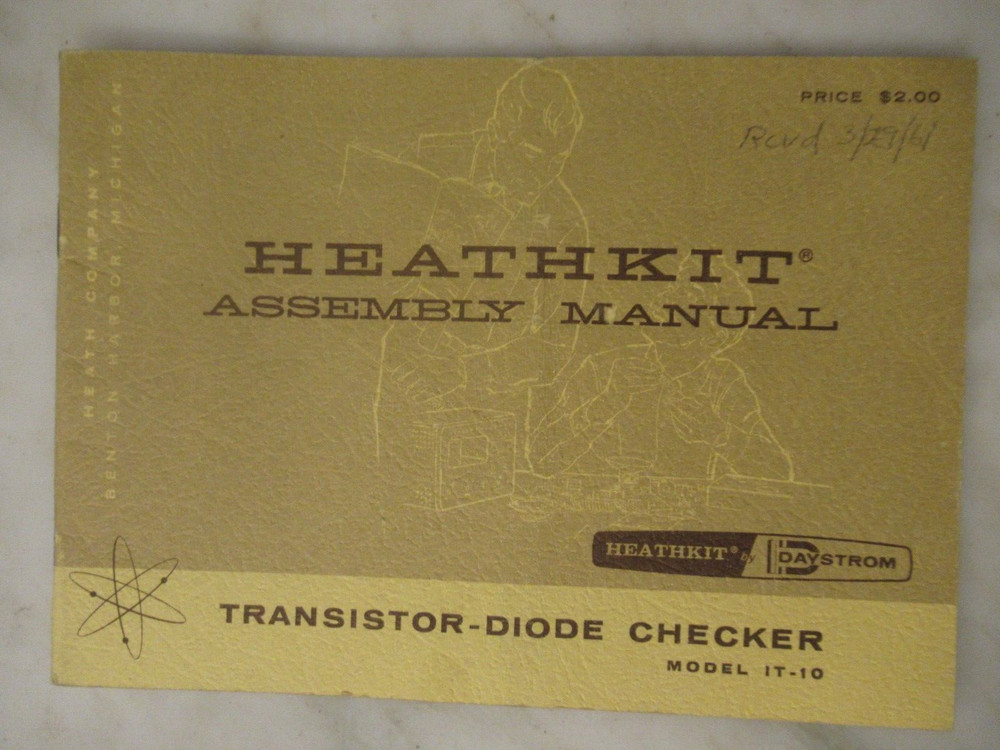 PRICE $2.00
Rcvd 3/29/61
HEATH COMPANY
BENTON HARBOR, MICHIGAN
HEATHKIT®
ASSEMBLY MANUAL
HEATHKIT® by DAYSTROM
TRANSISTOR-DIODE CHECKER
MODEL IT-10